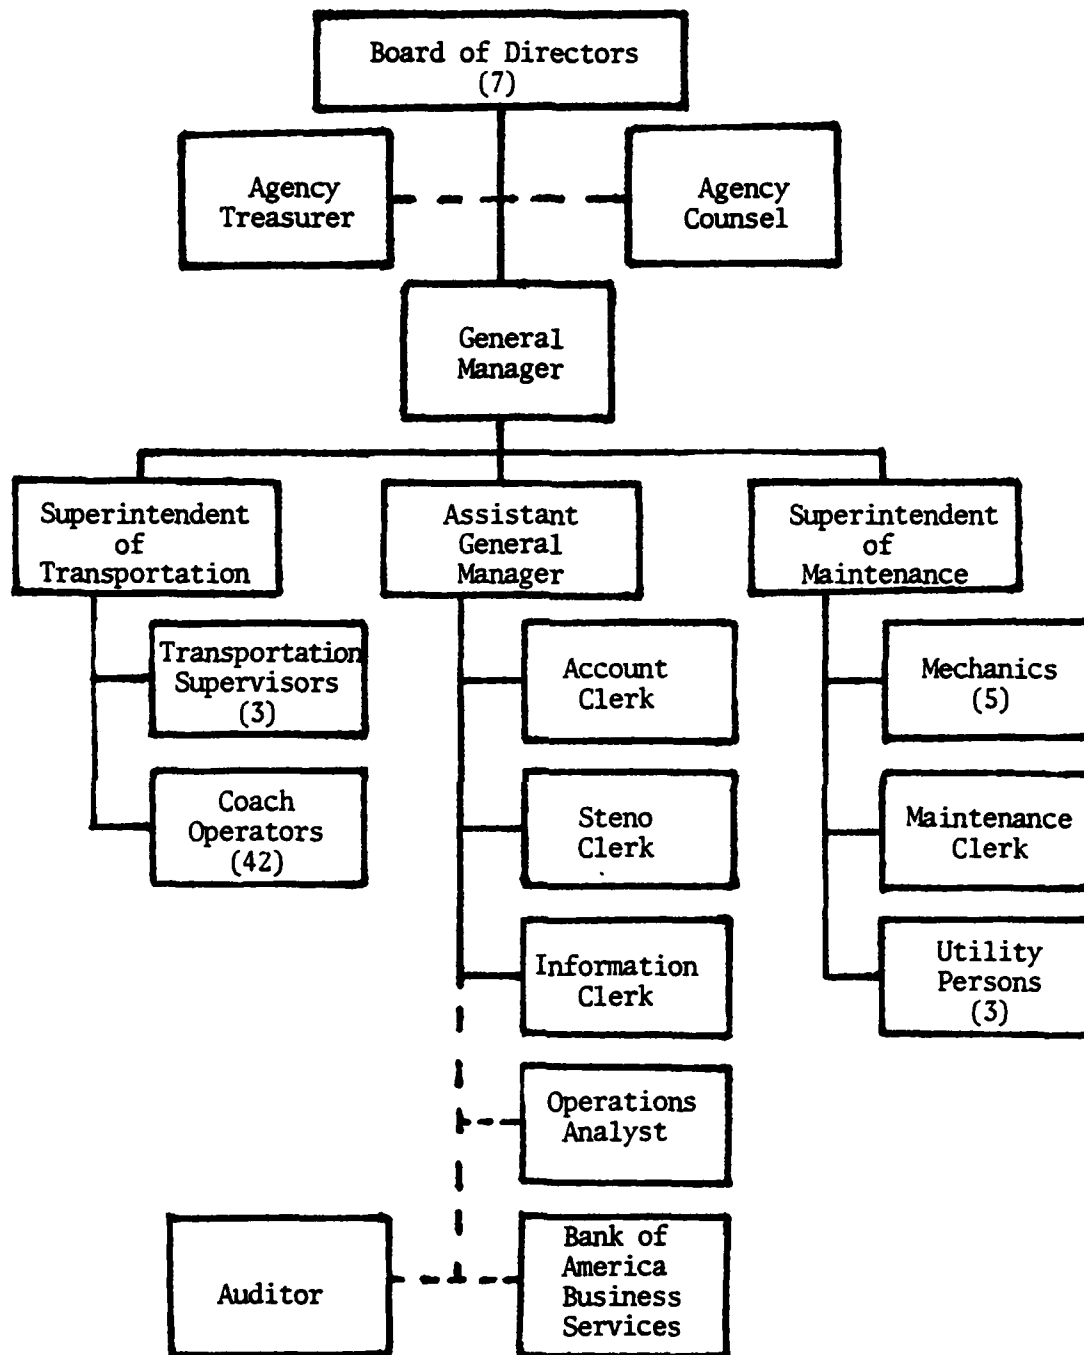 Board of Directors
(7)
Agency
Treasurer
Agency
Counsel
General
Manager
Superintendent
of
Transportation
Assistant
General
Manager
Superintendent
of
Maintenance
Transportation
Supervisors
(3)
Account
Clerk
Mechanics
(5)
Coach
Operators
(42)
Steno
Clerk
Maintenance
Clerk
Information
Clerk
Utility
Persons
(3)
Operations
Analyst
Auditor
Bank of
America
Business
Services